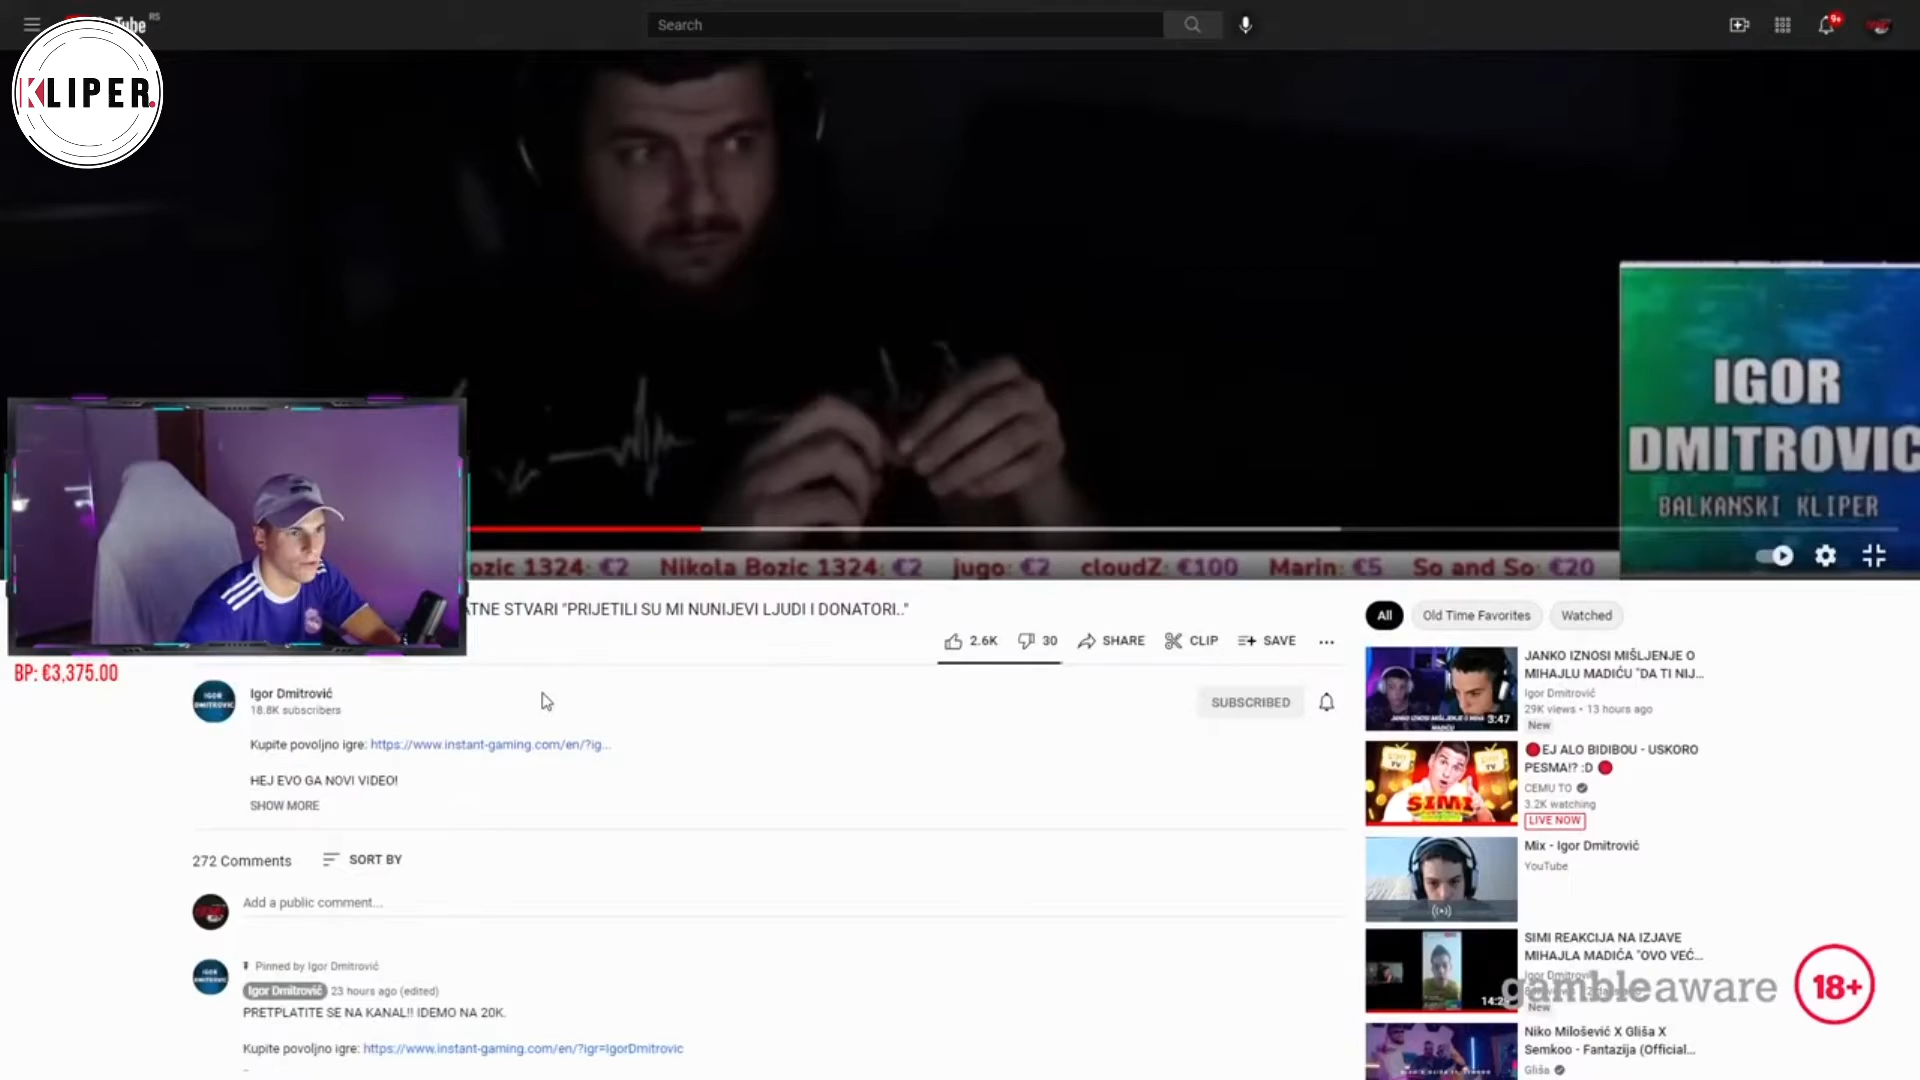 RS
Search
9+
KLIPER.
IGOR
DMITROVIC
BALKANSKI KLIPER
ozic 1324: €2 Nikola Bozic 1324: €2 jugo: €2 cloudZ: €100 Marin: €5 So and So: €20
ATNE STVARI "PRIJETILI SU MI NUNIJEVI LJUDI I DONATORI.."
2.6K 30 SHARE CLIP SAVE
BP: €3,375.00
Igor Dmitrović
18.8K subscribers
SUBSCRIBED
Kupite povoljno igre: https://www.instant-gaming.com/en/?ig...
HEJ EVO GA NOVI VIDEO!
SHOW MORE
272 Comments SORT BY
Add a public comment...
Pinned by Igor Dmitrović
Igor Dmitrović 23 hours ago (edited)
PRETPLATITE SE NA KANAL!! IDEMO NA 20K.
Kupite povoljno igre: https://www.instant-gaming.com/en/?igr=IgorDmitrovic
All Old Time Favorites Watched
3:47
JANKO IZNOSI MIŠLJENJE O
MIHAJLU MADIĆU "DA TI NIJ...
Igor Dmitrović
29K views • 13 hours ago
New
SIMI
EJ ALO BIDIBOU - USKORO
PESMA!? :D
CEMU TO
3.2K watching
LIVE NOW
Mix - Igor Dmitrović
YouTube
SIMI REAKCIJA NA IZJAVE
MIHAJLA MADIĆA "OVO VEĆ...
Igor Dmitrović
New
gambleaware 18+
Niko Milošević X Gliša X
Semkoo - Fantazija (Official...
Gliša